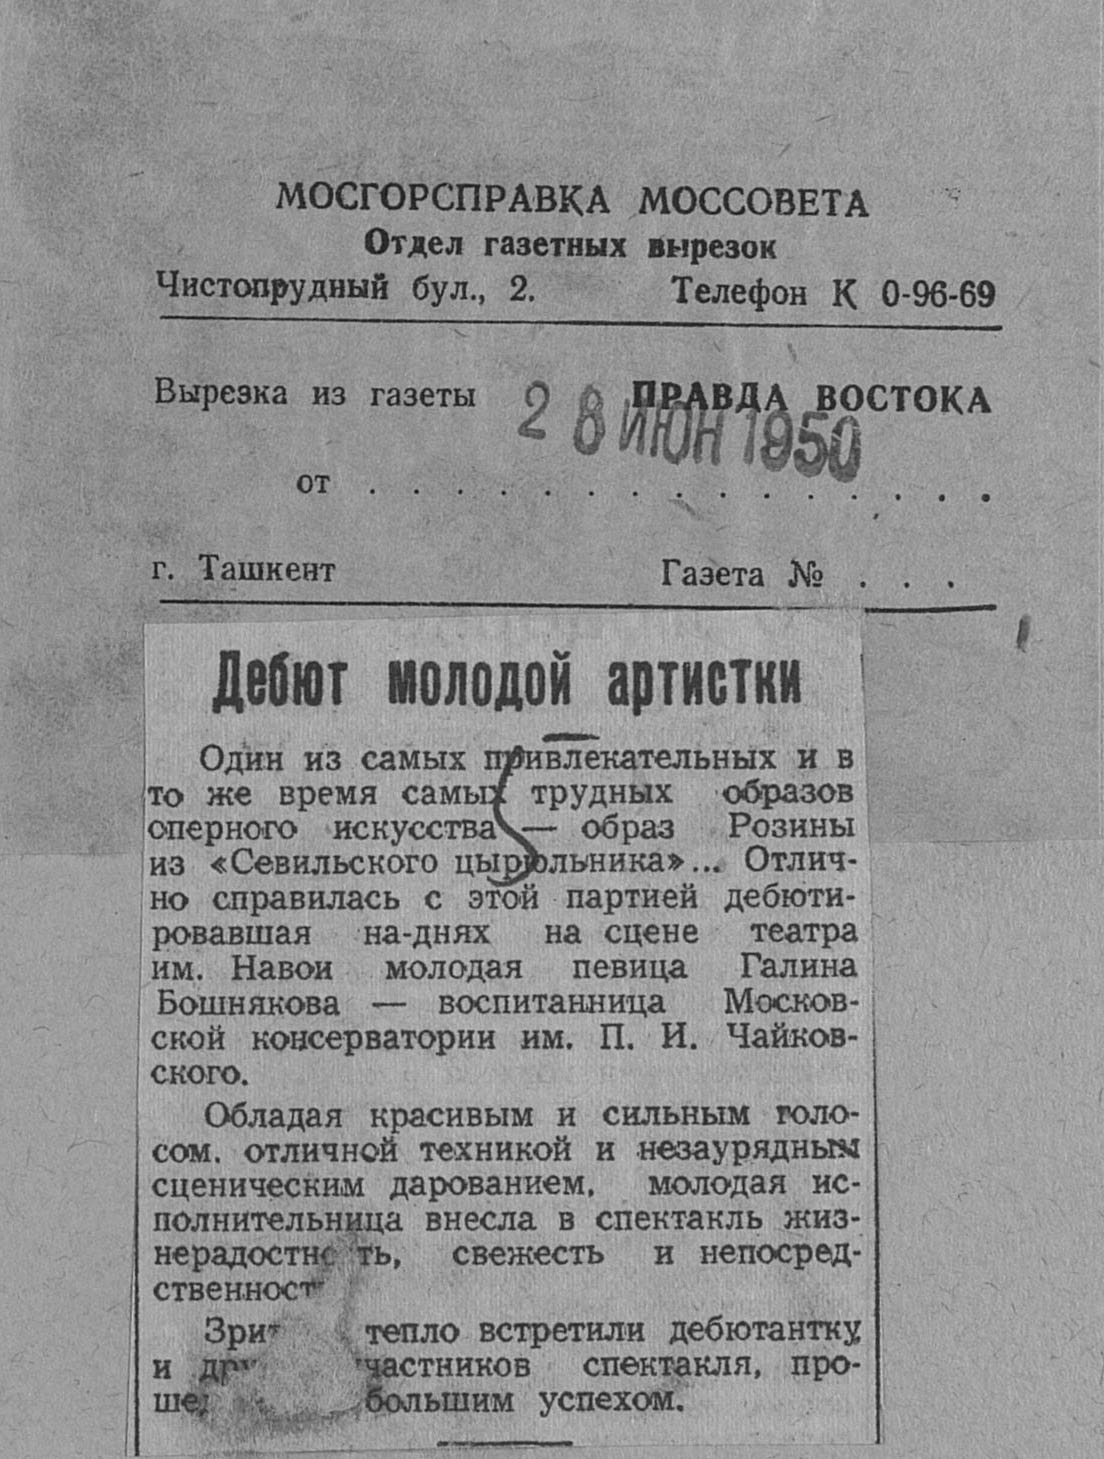 МОСГОРСПРАВКА МОССОВЕТА
Отдел газетных вырезок
Чистопрудный бул., 2. Телефон К 0-96-69
Вырезка из газеты ПРАВДА ВОСТОКА
28 ИЮН 1950
от . . . . . . . . . . . . . . .
г. Ташкент Газета № . . .
Дебют молодой артистки
Один из самых привлекательных и в
то же время самых трудных образов
оперного искусства — образ Розины
из «Севильского цырюльника»... Отлич-
но справилась с этой партией дебюти-
ровавшая на-днях на сцене театра
им. Навои молодая певица Галина
Бошнякова — воспитанница Москов-
ской консерватории им. П. И. Чайков-
ского.
Обладая красивым и сильным голо-
сом, отличной техникой и незаурядным
сценическим дарованием, молодая ис-
полнительница внесла в спектакль жиз-
нерадостность, свежесть и непосред-
ственность
тепло встретили дебютантку
и участников спектакля, про-
большим успехом.